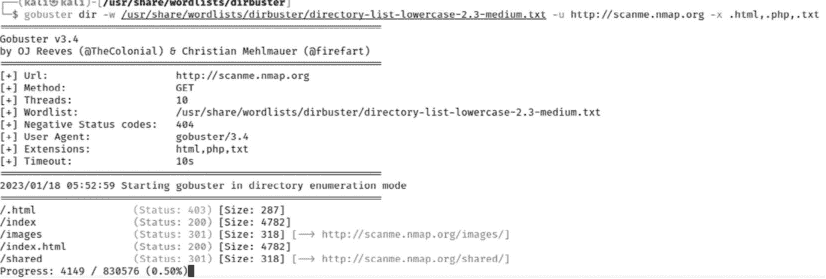 (kali㉿kali)-[/usr/share/wordlists/dirbuster]
└─$ gobuster dir -w /usr/share/wordlists/dirbuster/directory-list-lowercase-2.3-medium.txt -u http://scanme.nmap.org -x .html,.php,.txt
Gobuster v3.4
by OJ Reeves (@TheColonial) & Christian Mehlmauer (@firefart)
[+] Url: http://scanme.nmap.org
[+] Method: GET
[+] Threads: 10
[+] Wordlist: /usr/share/wordlists/dirbuster/directory-list-lowercase-2.3-medium.txt
[+] Negative Status codes: 404
[+] User Agent: gobuster/3.4
[+] Extensions: html,php,txt
[+] Timeout: 10s
2023/01/18 05:52:59 Starting gobuster in directory enumeration mode
/.html (Status: 403) [Size: 287]
/index (Status: 200) [Size: 4782]
/images (Status: 301) [Size: 318] [--> http://scanme.nmap.org/images/]
/index.html (Status: 200) [Size: 4782]
/shared (Status: 301) [Size: 318] [--> http://scanme.nmap.org/shared/]
Progress: 4149 / 830576 (0.50%)